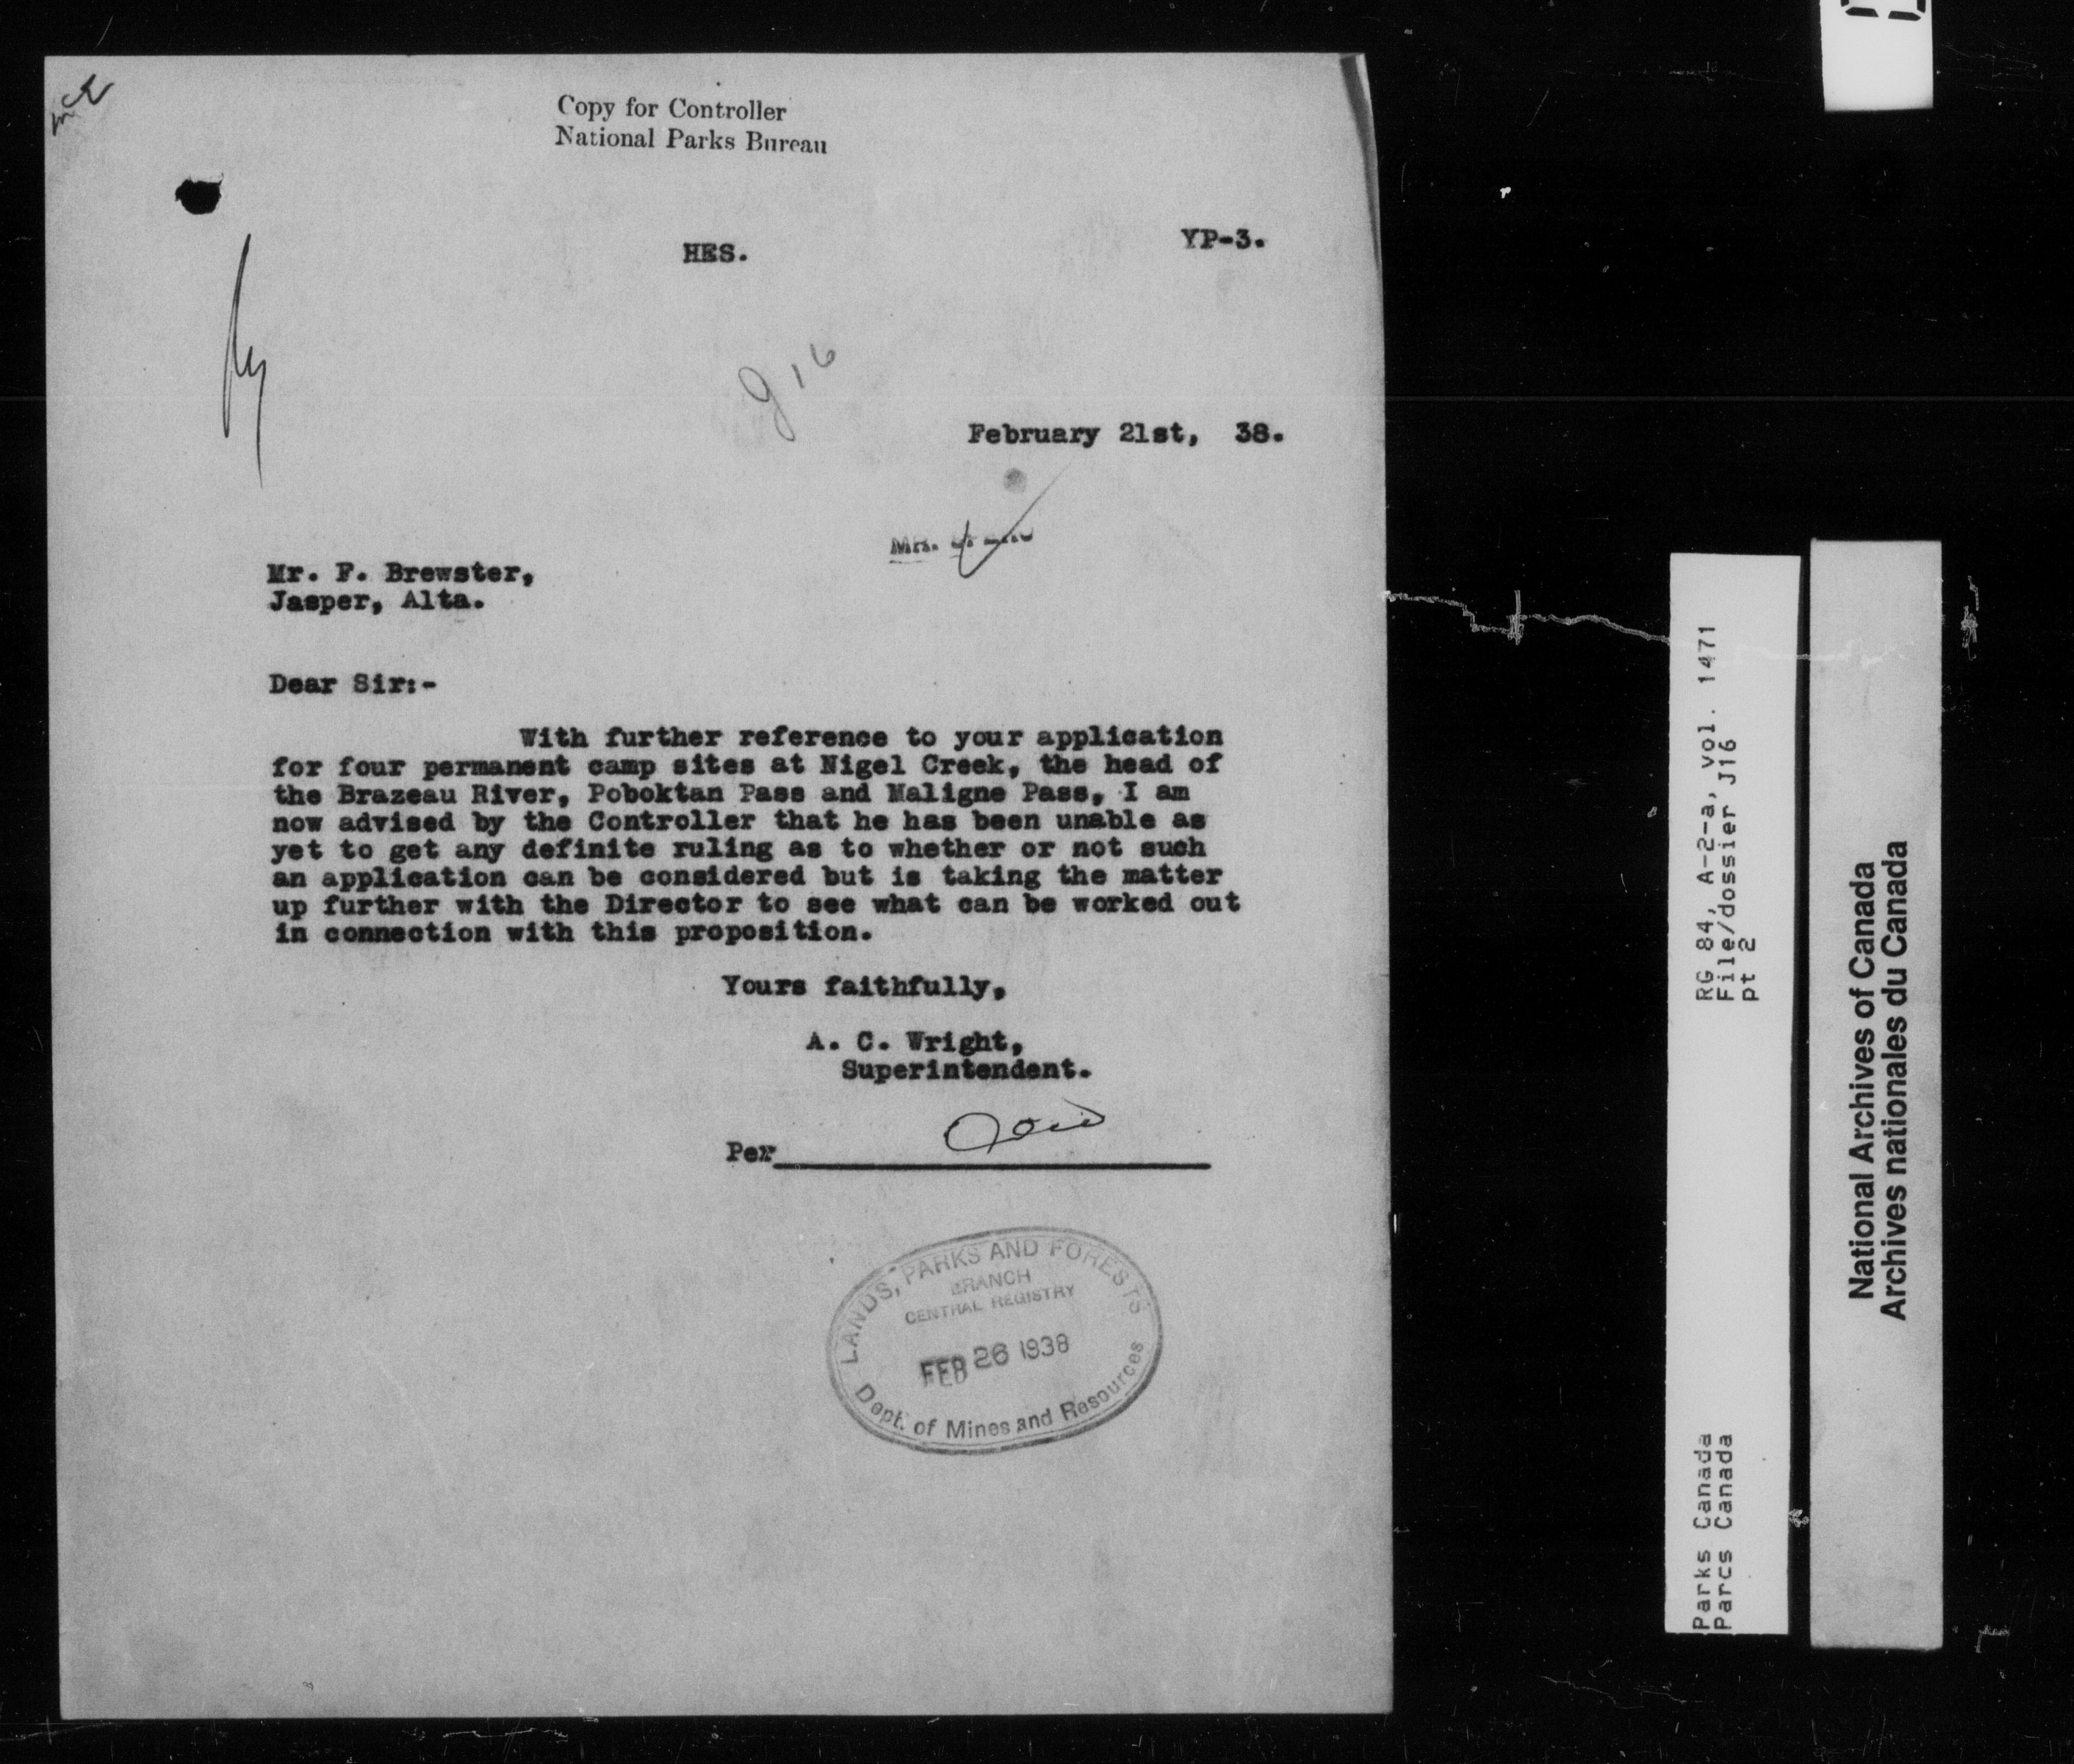 Copy for Controller
National Parks Bureau
HES.
YP-3.
J16
February 21st, 38.
MR.
Mr. F. Brewster,
Jasper, Alta.
Dear Sir:-
With further reference to your application
for four permanent camp sites at Nigel Creek, the head of
the Brazeau River, Poboktan Pass and Maligne Pass, I am
now advised by the Controller that he has been unable as
yet to get any definite ruling as to whether or not such
an application can be considered but is taking the matter
up further with the Director to see what can be worked out
in connection with this proposition.
Yours faithfully,
A. C. Wright,
Superintendent.
Per
LANDS, PARKS AND FORESTS
BRANCH
CENTRAL REGISTRY
FEB 26 1938
Dept. of Mines and Resources
RG 84, A-2-a, vol. 1471
File/dossier J16
pt 2
Parks Canada
Parcs Canada
National Archives of Canada
Archives nationales du Canada